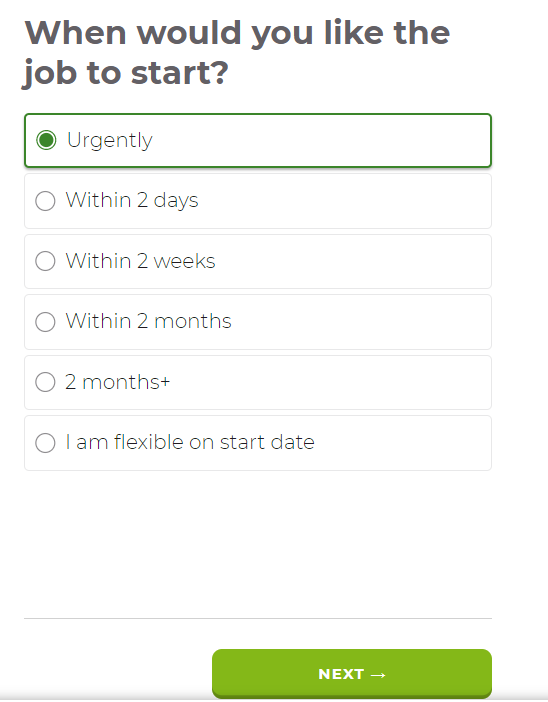 When would you like the
job to start?
Urgently
Within 2 days
Within 2 weeks
Within 2 months
2 months+
I am flexible on start date
NEXT →